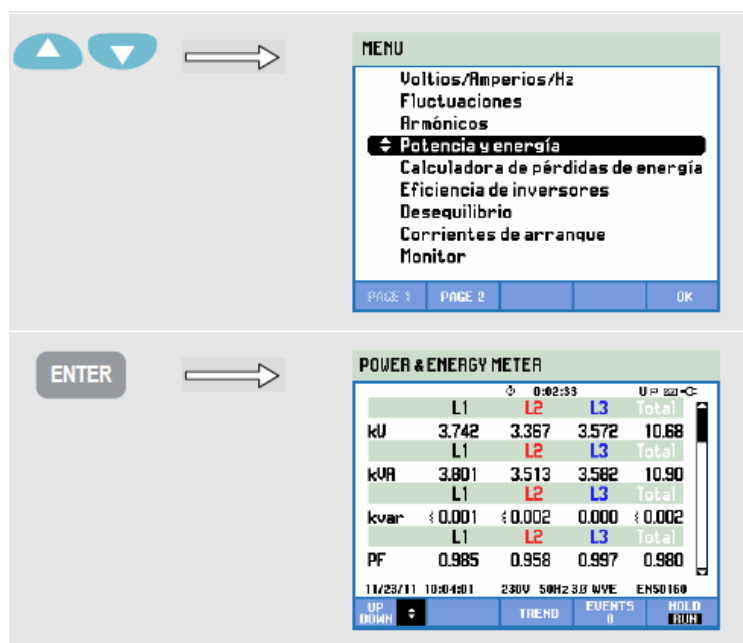 MENU
Voltios/Amperios/Hz
Fluctuaciones
Armónicos
Potencia y energía
Calculadora de pérdidas de energía
Eficiencia de inversores
Desequilibrio
Corrientes de arranque
Monitor
PAGE 1 PAGE 2 OK
ENTER
POWER & ENERGY METER
0:02:33
L1 L2 L3 Total
kW 3.742 3.367 3.572 10.68
L1 L2 L3 Total
kVA 3.801 3.513 3.582 10.90
L1 L2 L3 Total
kvar 0.001 0.002 0.000 0.002
L1 L2 L3 Total
PF 0.985 0.958 0.997 0.980
11/23/11 10:04:01 230V 50Hz 3.Ø WYE EN50160
UP DOWN TREND EVENTS 0 HOLD RUN